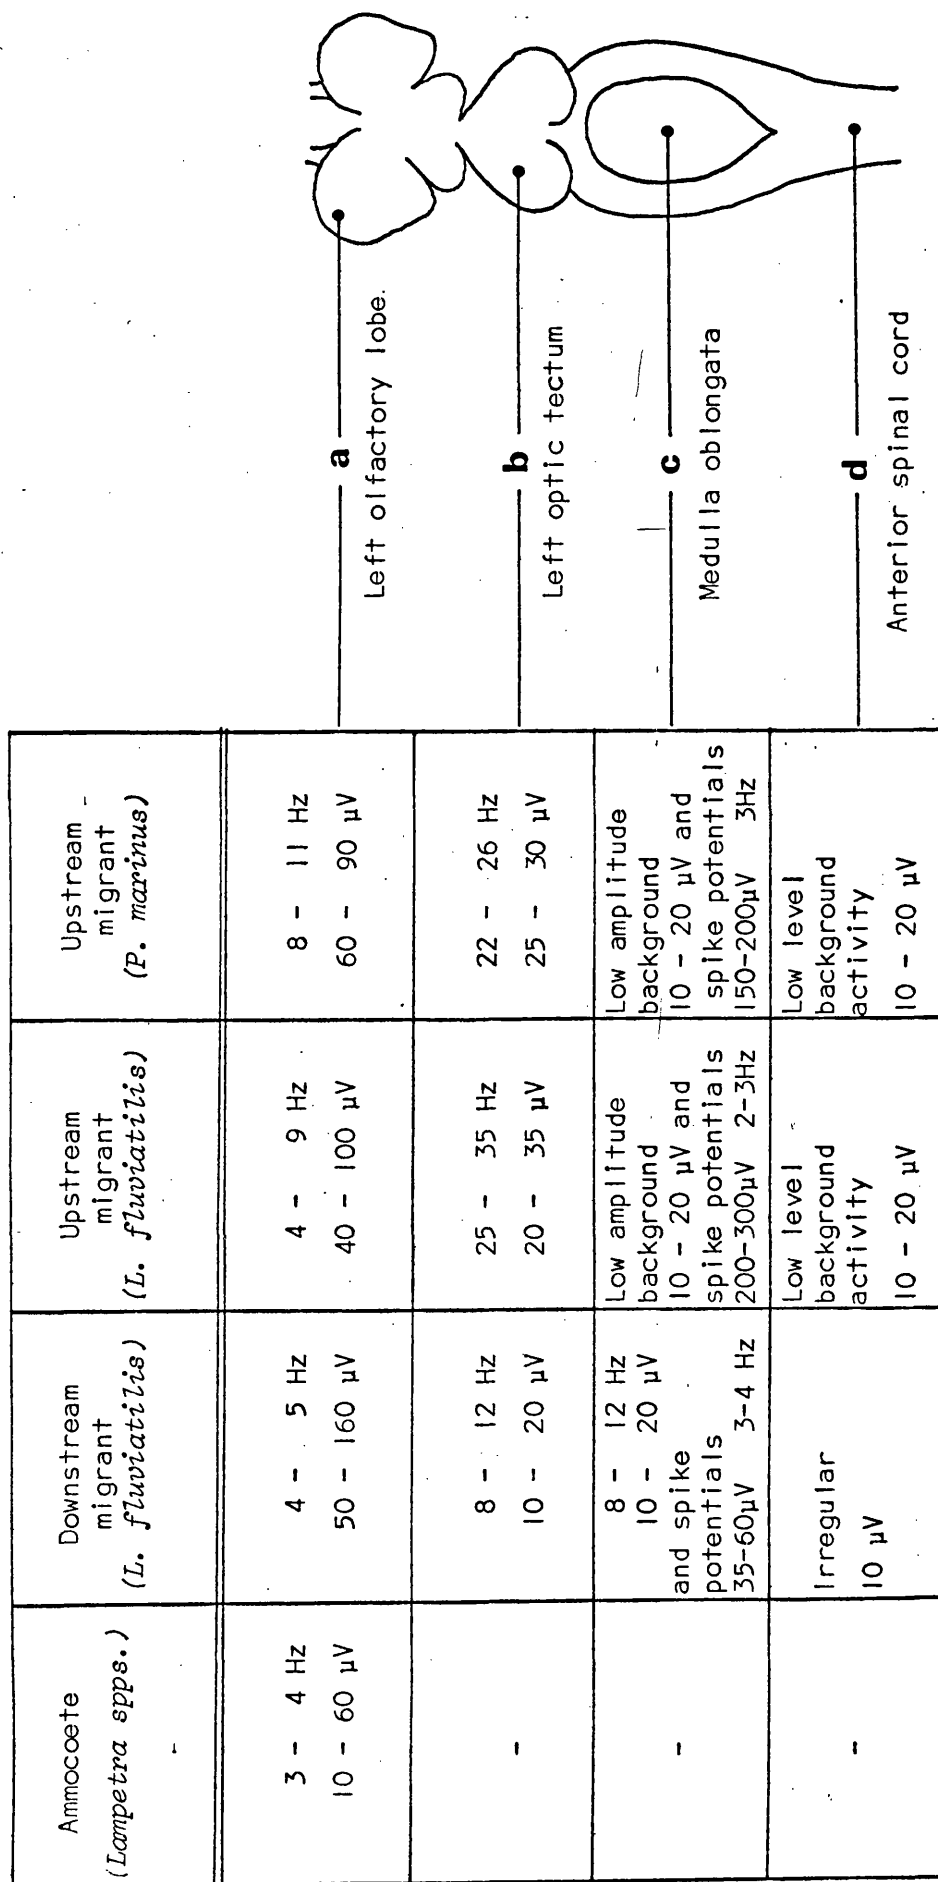 Ammocoete
(Lampetra spps.)
Downstream
migrant
(L. fluviatilis)
Upstream
migrant
(L. fluviatilis)
Upstream
migrant
(P. marinus)
3 - 4 Hz
10 - 60 µV
4 - 5 Hz
50 - 160 µV
4 - 9 Hz
40 - 100 µV
8 - 11 Hz
60 - 90 µV
a
Left olfactory lobe.
-
8 - 12 Hz
10 - 20 µV
25 - 35 Hz
20 - 35 µV
22 - 26 Hz
25 - 30 µV
b
Left optic tectum
-
8 - 12 Hz
10 - 20 µV
and spike
potentials
35-60µV 3-4 Hz
Low amplitude
background
10 - 20 µV and
spike potentials
200-300µV 2-3Hz
Low amplitude
background
10 - 20 µV and
spike potentials
150-200µV 3Hz
c
Medulla oblongata
-
Irregular
10 µV
Low level
background
activity
10 - 20 µV
Low level
background
activity
10 - 20 µV
d
Anterior spinal cord